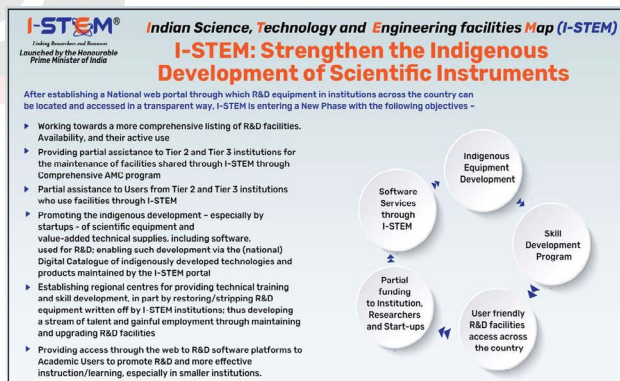 I-STEM®
Linking Researchers and Resources
Launched by the Honourable
Prime Minister of India
Indian Science, Technology and Engineering facilities Map (I-STEM)
I-STEM: Strengthen the Indigenous
Development of Scientific Instruments
After establishing a National web portal through which R&D equipment in institutions across the country can
be located and accessed in a transparent way, I-STEM is entering a New Phase with the following objectives –
Working towards a more comprehensive listing of R&D facilities.
Availability, and their active use
Providing partial assistance to Tier 2 and Tier 3 institutions for
the maintenance of facilities shared through I-STEM through
Comprehensive AMC program
Partial assistance to Users from Tier 2 and Tier 3 institutions
who use facilities through I-STEM
Promoting the indigenous development – especially by
startups - of scientific equipment and
value-added technical supplies, including software.
used for R&D; enabling such development via the (national)
Digital Catalogue of indigenously developed technologies and
products maintained by the I-STEM portal
Establishing regional centres for providing technical training
and skill development, in part by restoring/stripping R&D
equipment written off by I-STEM institutions; thus developing
a stream of talent and gainful employment through maintaining
and upgrading R&D facilities
Providing access through the web to R&D software platforms to
Academic Users to promote R&D and more effective
instruction/learning, especially in smaller institutions.
Indigenous
Equipment
Development
Skill
Development
Program
User friendly
R&D facilities
access across
the country
Partial
funding
to Institution,
Researchers
and Start-ups
Software
Services
through
I-STEM